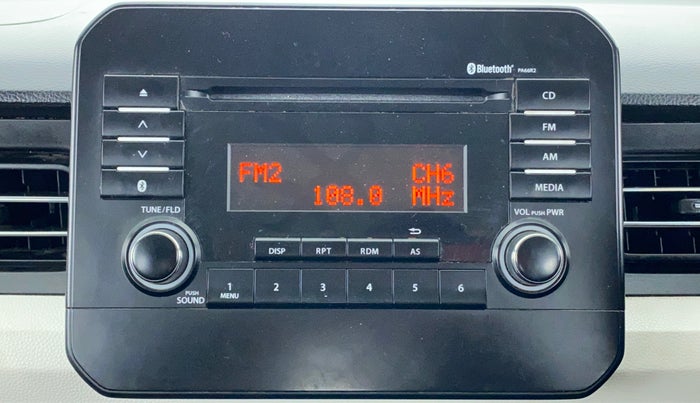 Bluetooth® PA66R2
CD
FM
AM
MEDIA
FM2 CH6
108.0 MHz
TUNE/FLD
VOL PUSH PWR
DISP RPT RDM AS
PUSH SOUND
1 MENU 2 3 4 5 6